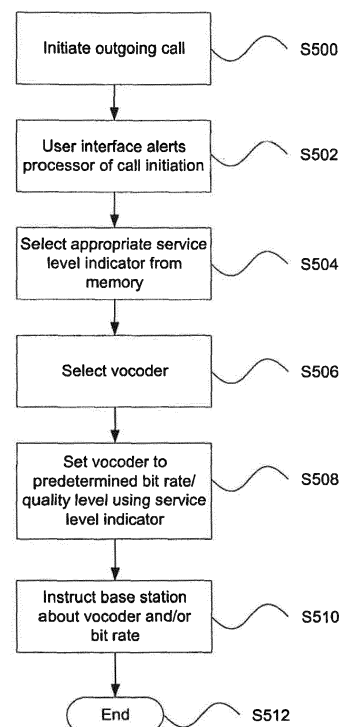 Initiate outgoing call
S500
User interface alerts
processor of call initiation
S502
Select appropriate service
level indicator from
memory
S504
Select vocoder
S506
Set vocoder to
predetermined bit rate/
quality level using service
level indicator
S508
Instruct base station
about vocoder and/or
bit rate
S510
End
S512